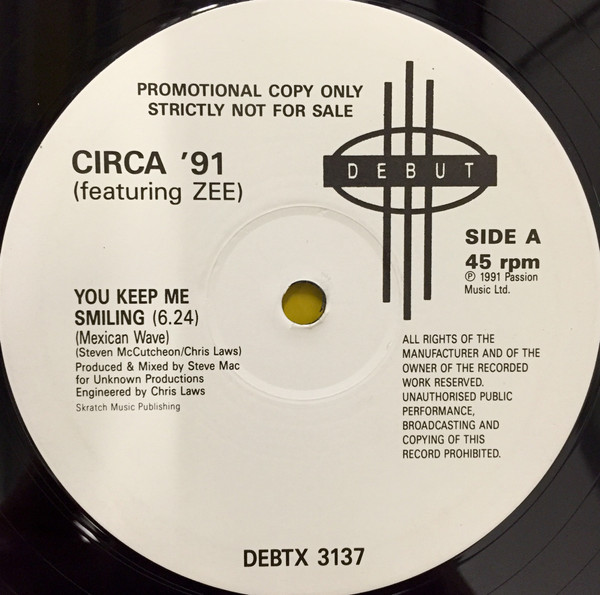 PROMOTIONAL COPY ONLY
STRICTLY NOT FOR SALE
CIRCA '91
(featuring ZEE)
DEBUT
SIDE A
45 rpm
℗ 1991 Passion
Music Ltd.
YOU KEEP ME
SMILING (6.24)
(Mexican Wave)
(Steven McCutcheon/Chris Laws)
Produced & Mixed by Steve Mac
for Unknown Productions
Engineered by Chris Laws
Skratch Music Publishing
ALL RIGHTS OF THE
MANUFACTURER AND OF THE
OWNER OF THE RECORDED
WORK RESERVED.
UNAUTHORISED PUBLIC
PERFORMANCE,
BROADCASTING AND
COPYING OF THIS
RECORD PROHIBITED.
DEBTX 3137